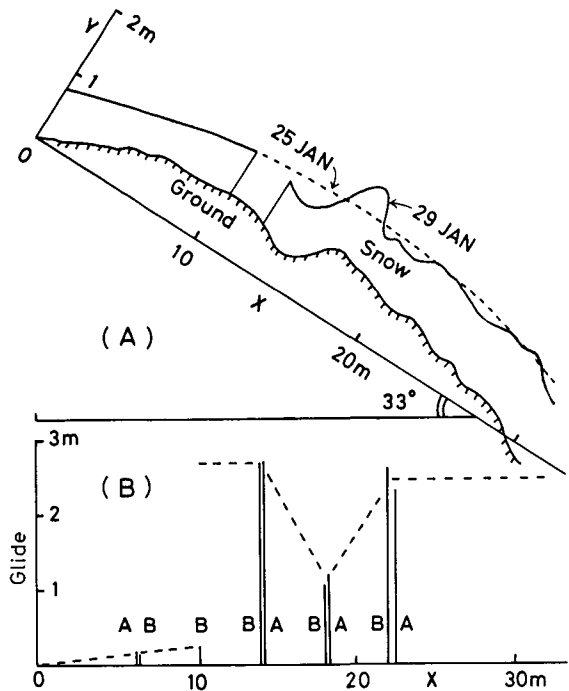 Y
2m
1
0
25 JAN
29 JAN
Ground
Snow
10
X
(A)
20m
33°
3m
(B)
2
Glide
1
A B B B A B A B A
0 10 20 X 30m